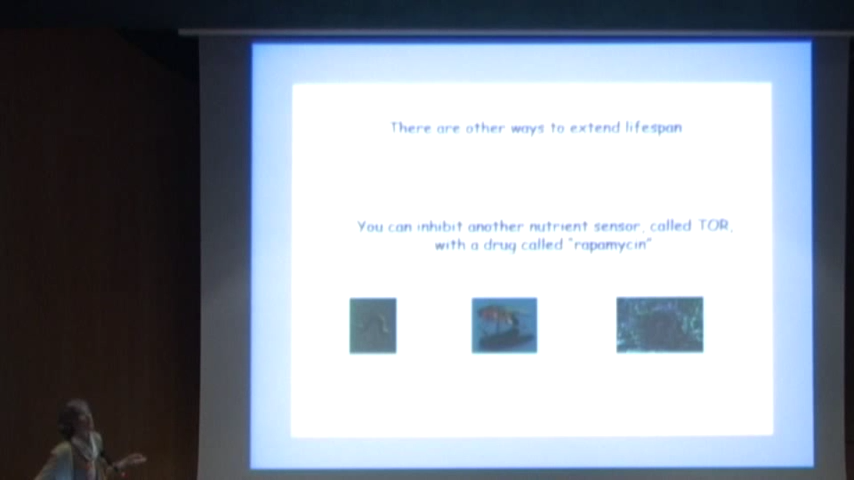 There are other ways to extend lifespan
You can inhibit another nutrient sensor, called TOR,
with a drug called "rapamycin"